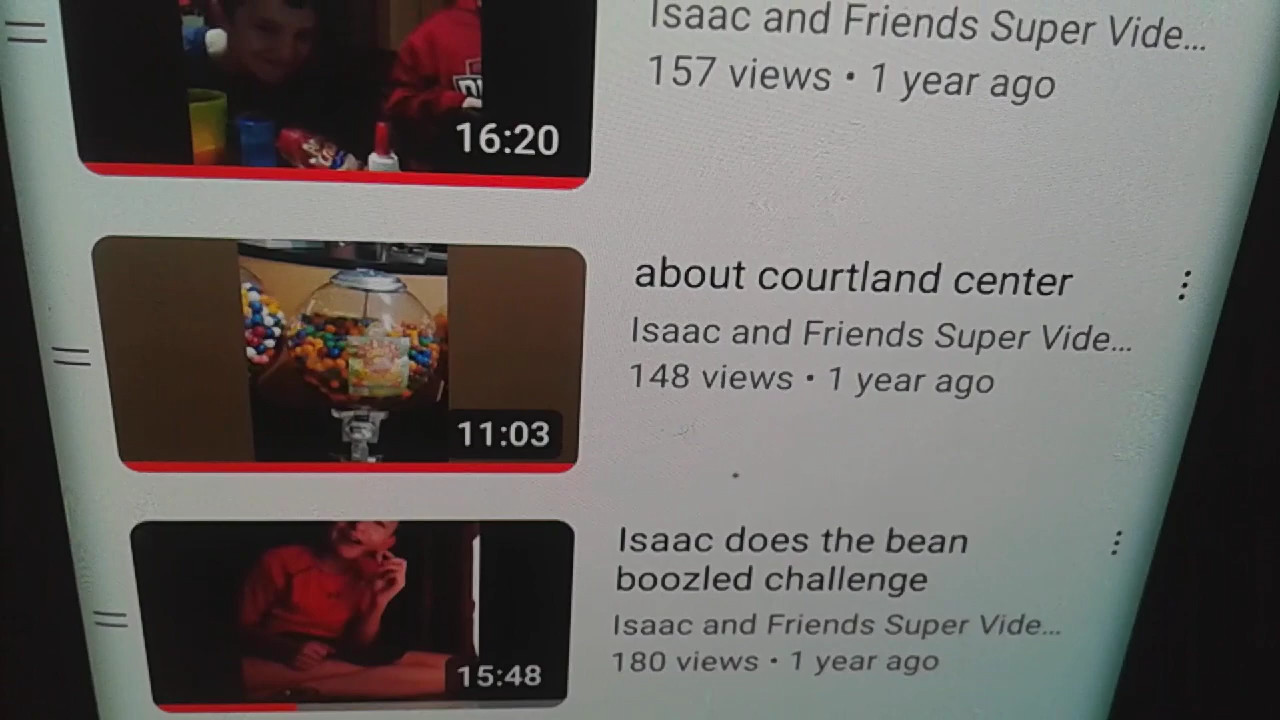 Isaac and Friends Super Vide...
157 views • 1 year ago
16:20
about courtland center
Isaac and Friends Super Vide...
148 views • 1 year ago
11:03
Isaac does the bean
boozled challenge
Isaac and Friends Super Vide...
180 views • 1 year ago
15:48